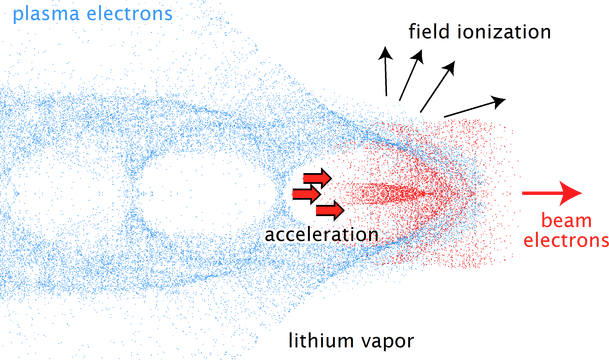 plasma electrons
field ionization
acceleration
beam
electrons
lithium vapor